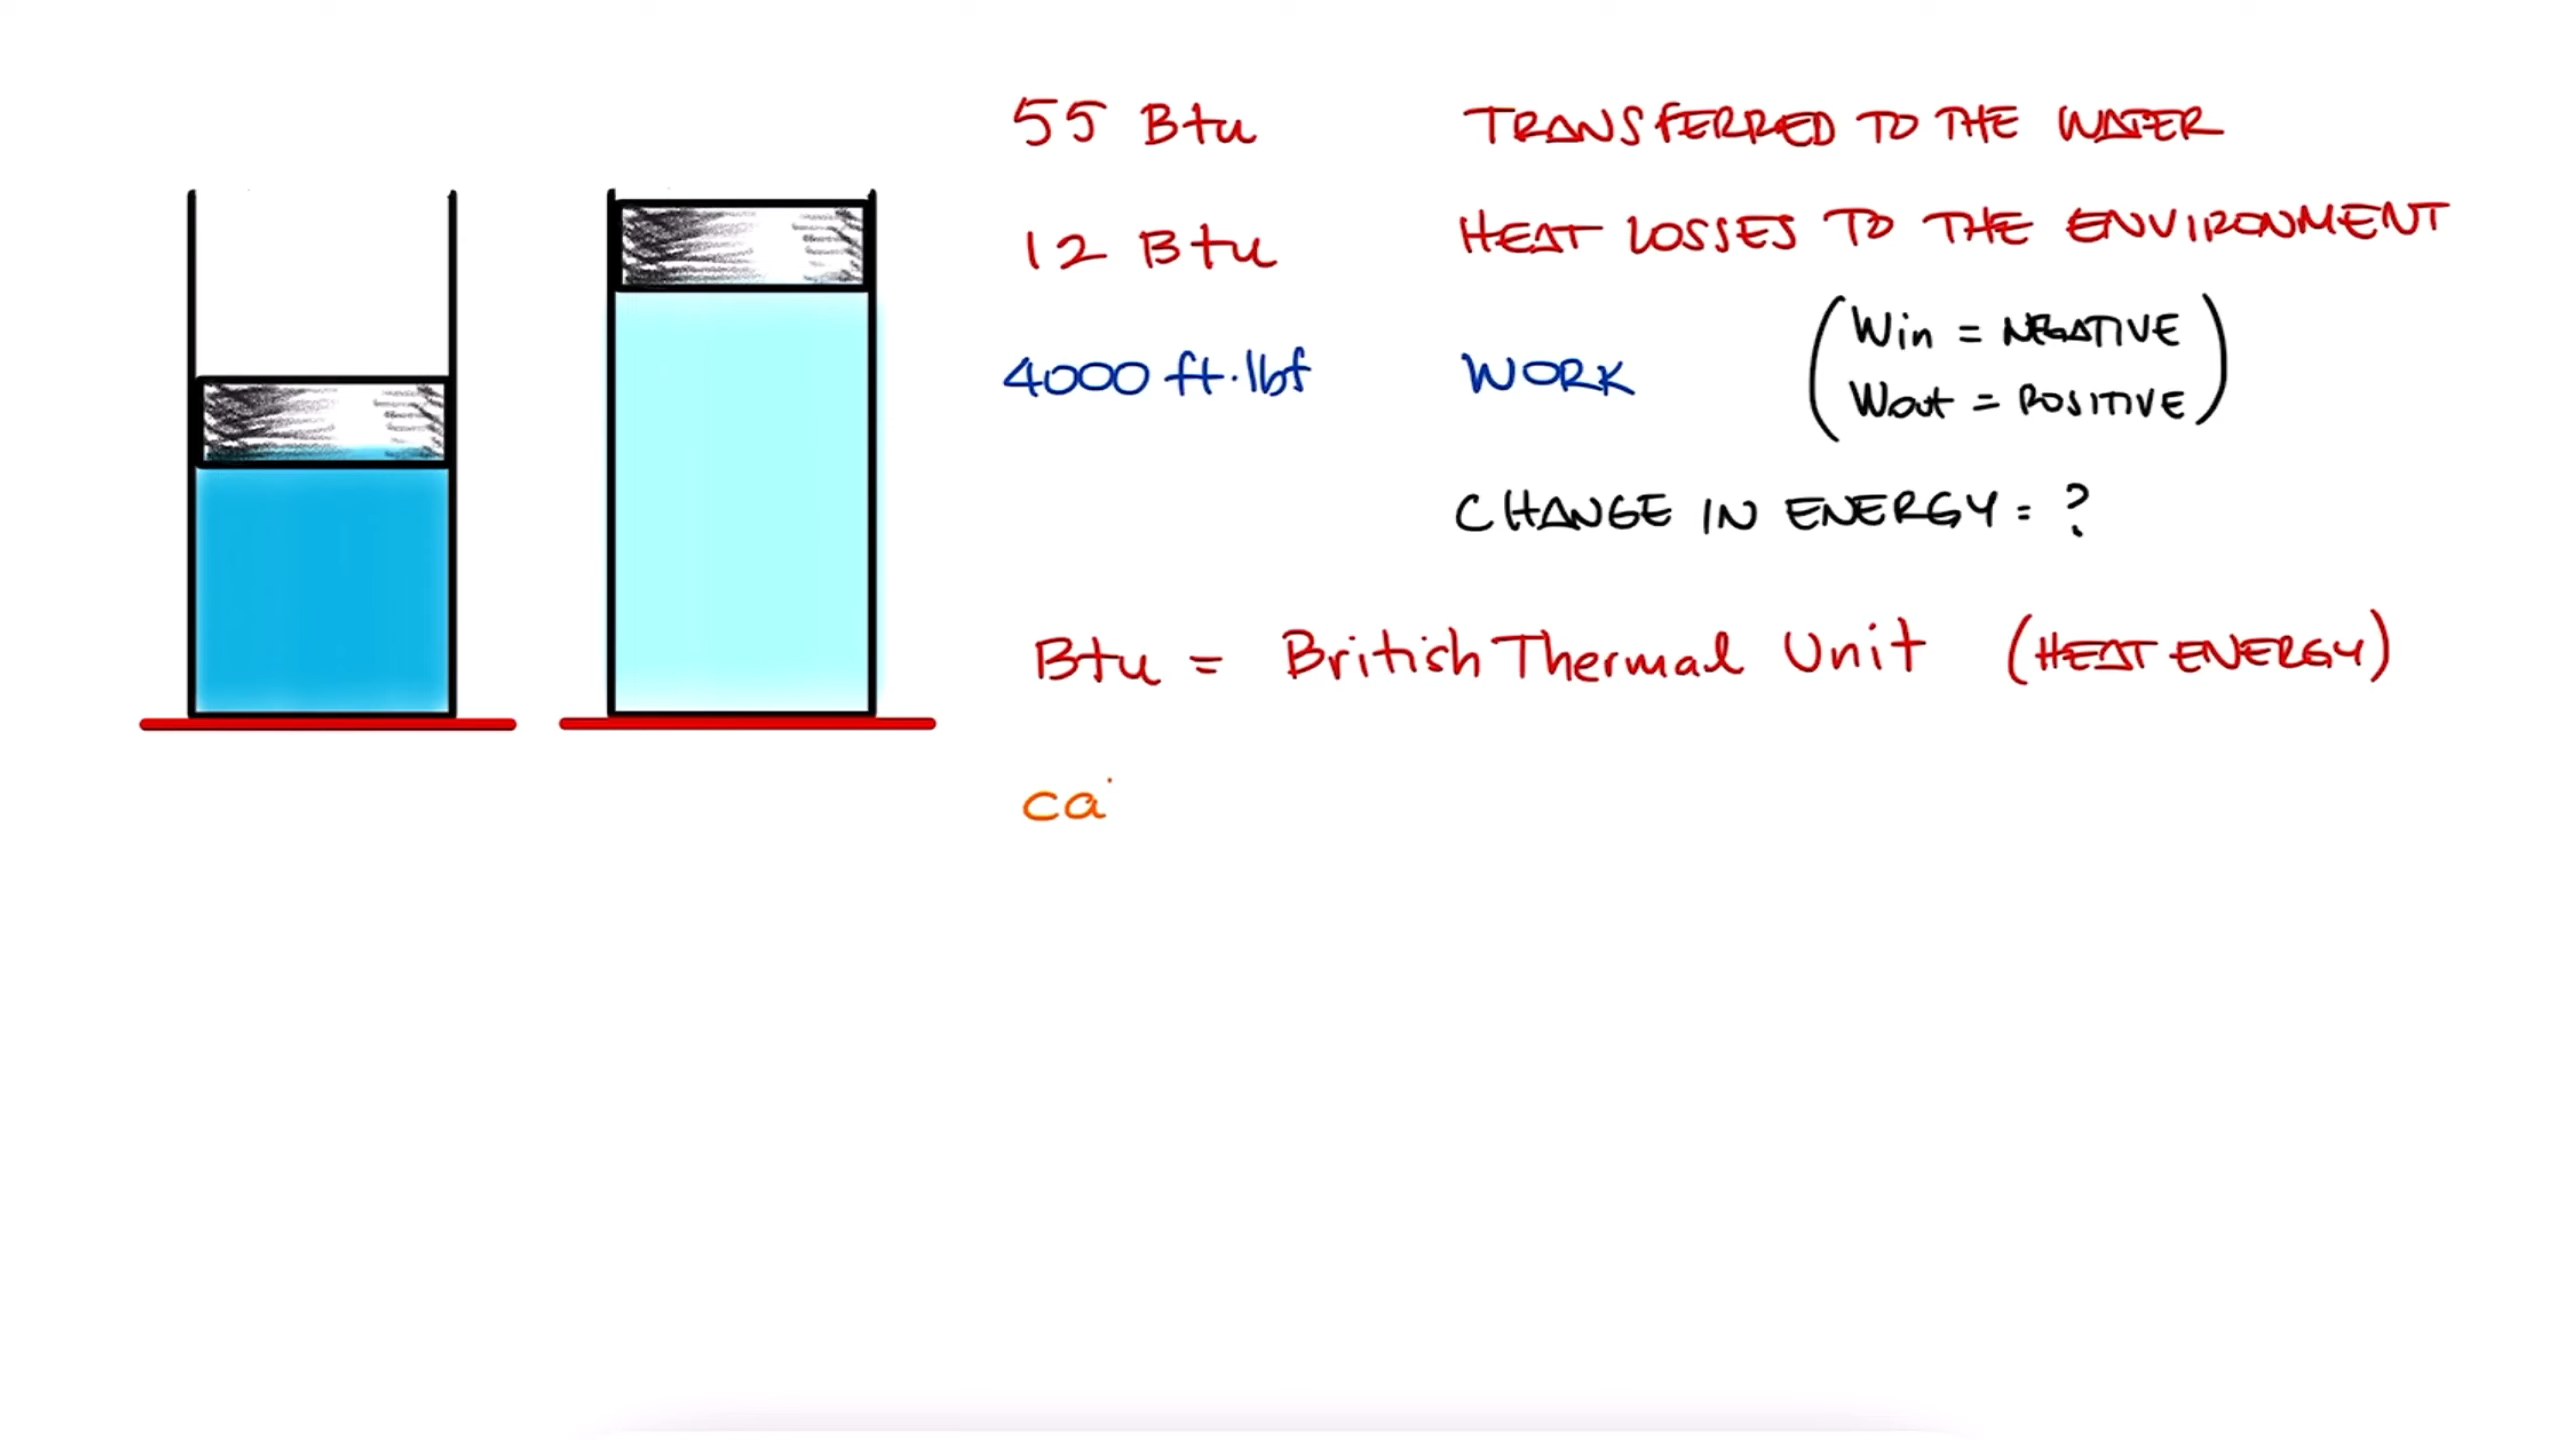 55 Btu TRANSFERRED TO THE WATER
12 Btu HEAT LOSSES TO THE ENVIRONMENT
4000 ft·lbf WORK (Win = NEGATIVE
Wout = POSITIVE)
CHANGE IN ENERGY = ?
Btu = British Thermal Unit (HEAT ENERGY)
ca